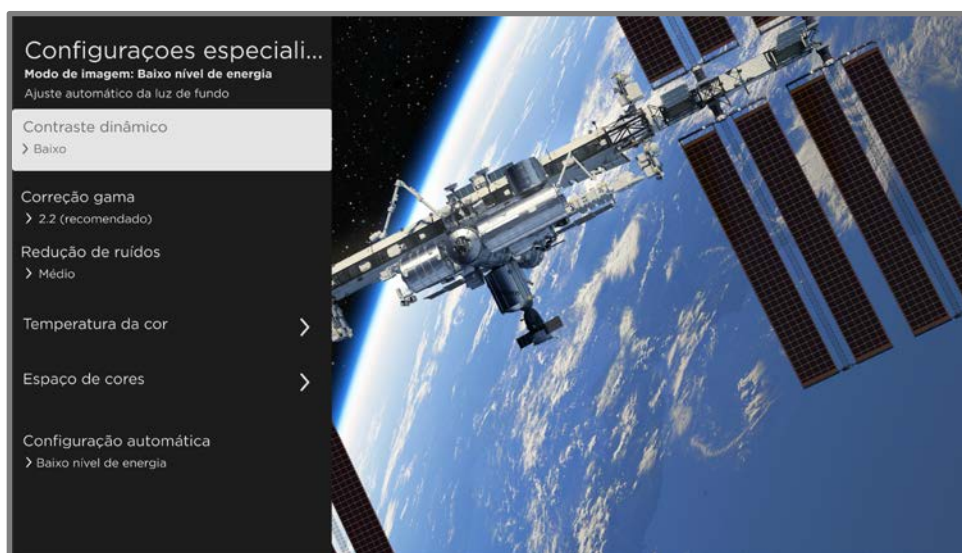 Configuraçoes especiali...
Modo de imagem: Baixo nível de energia
Ajuste automático da luz de fundo
Contraste dinâmico
Baixo
Correção gama
2.2 (recomendado)
Redução de ruídos
Médio
Temperatura da cor
Espaço de cores
Configuração automática
Baixo nível de energia